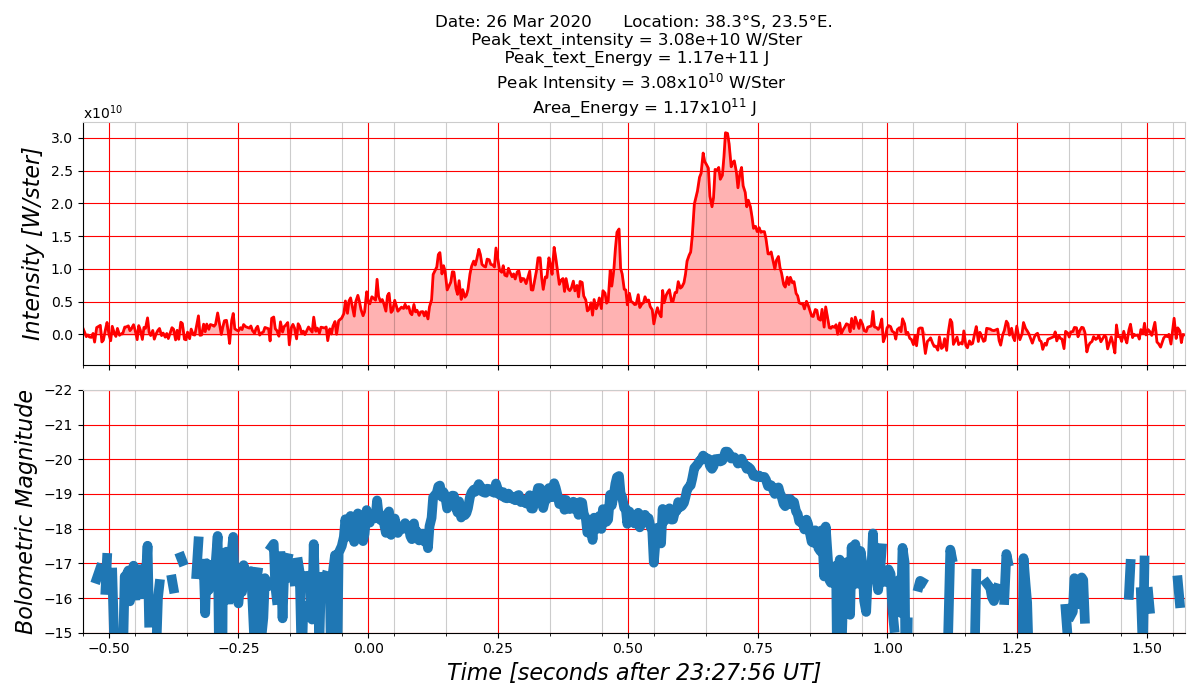 Date: 26 Mar 2020      Location: 38.3°S, 23.5°E.
Peak_text_intensity = 3.08e+10 W/Ster
Peak_text_Energy = 1.17e+11 J
Peak Intensity = 3.08x10¹⁰ W/Ster
Area_Energy = 1.17x10¹¹ J
x10¹⁰
3.0
2.5
2.0
1.5
1.0
0.5
0.0
Intensity [W/ster]
−22
−21
−20
−19
−18
−17
−16
−15
Bolometric Magnitude
−0.50 −0.25 0.00 0.25 0.50 0.75 1.00 1.25 1.50
Time [seconds after 23:27:56 UT]